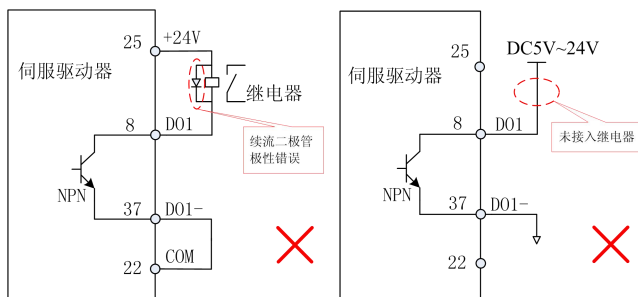 25
+24V
伺服驱动器
继电器
8
DO1
续流二极管
极性错误
NPN
37
DO1-
COM
22
DC5V~24V
25
伺服驱动器
8
DO1
未接入继电器
NPN
37
DO1-
22